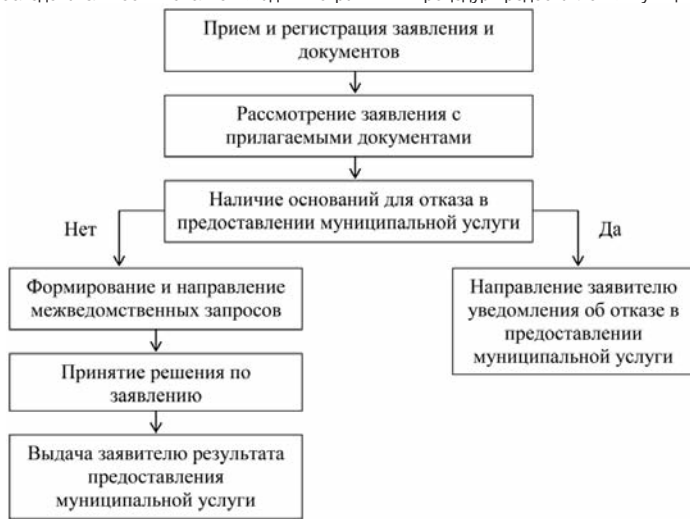 Прием и регистрация заявления и
документов
Рассмотрение заявления с
прилагаемыми документами
Наличие оснований для отказа в
предоставлении муниципальной услуги
Нет
Да
Формирование и направление
межведомственных запросов
Направление заявителю
уведомления об отказе в
предоставлении
муниципальной услуги
Принятие решения по
заявлению
Выдача заявителю результата
предоставления
муниципальной услуги